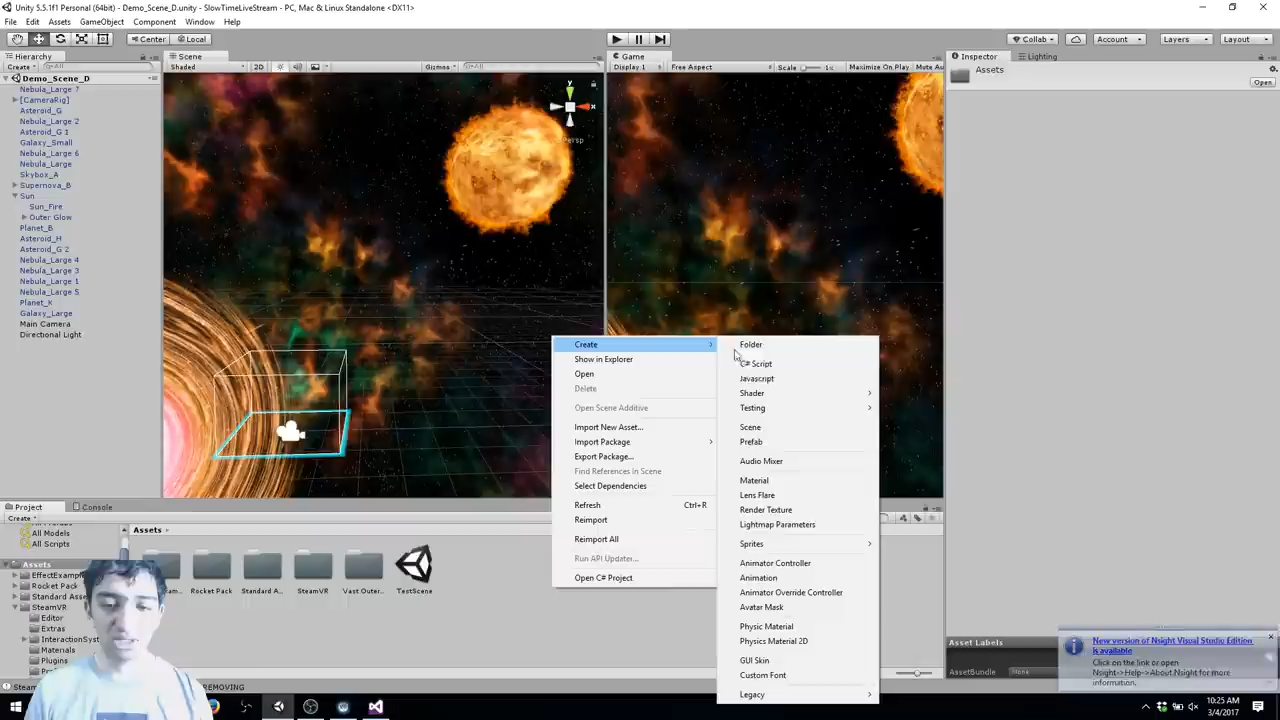 Unity 5.5.1f1 Personal (64bit) - Demo_Scene_D.unity - SlowTimeLiveStream - PC, Mac & Linux Standalone <DX11>
File Edit Assets GameObject Component Window Help
Center Local
Collab Account Layers Layout
Hierarchy
Create
Demo_Scene_D
Nebula_Large 7
[CameraRig]
Asteroid_G
Nebula_Large 2
Asteroid_G 1
Galaxy_Small
Nebula_Large 6
Nebula_Large
Skybox_A
Supernova_B
Sun
Sun_Fire
Outer Glow
Planet_B
Asteroid_H
Asteroid_G 2
Nebula_Large 4
Nebula_Large 3
Nebula_Large 1
Nebula_Large 5
Planet_K
Galaxy_Large
Main Camera
Directional Light
Scene
Shaded 2D Gizmos All
y
x
Persp
Game
Display 1 Free Aspect Scale 1x Maximize On Play Mute Au
Inspector Lighting
Assets
Open
Create
Show in Explorer
Open
Delete
Open Scene Additive
Import New Asset...
Import Package
Export Package...
Find References in Scene
Select Dependencies
Refresh Ctrl+R
Reimport
Reimport All
Run API Updater...
Open C# Project
Folder
C# Script
Javascript
Shader
Testing
Scene
Prefab
Audio Mixer
Material
Lens Flare
Render Texture
Lightmap Parameters
Sprites
Animator Controller
Animation
Animator Override Controller
Avatar Mask
Physic Material
Physics Material 2D
GUI Skin
Custom Font
Legacy
Project Console
Create
All Models
All Scripts
Assets
EffectExamp
Rocket Pack
Standard A
SteamVR
Editor
Extras
InteractionSyst
Materials
Plugins
Assets
Rocket Pack Standard A... SteamVR Vast Outer... TestScene
Steam
REMOVING
Asset Labels
AssetBundle None
New version of Nsight Visual Studio Edition is available
Click on the link or open
Nsight->Help->About Nsight for more
information.
10:25 AM
3/4/2017